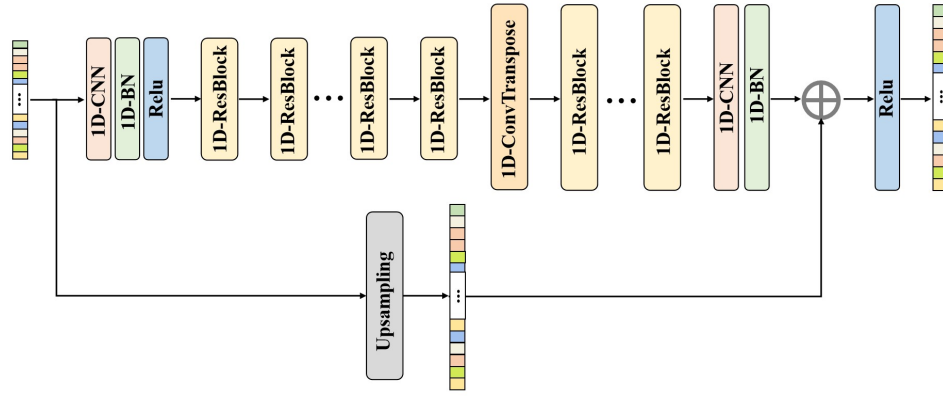 1D-CNN
1D-BN
Relu
1D-ResBlock
1D-ResBlock
1D-ResBlock
1D-ResBlock
1D-ConvTranspose
1D-ResBlock
1D-ResBlock
1D-CNN
1D-BN
Relu
Upsampling